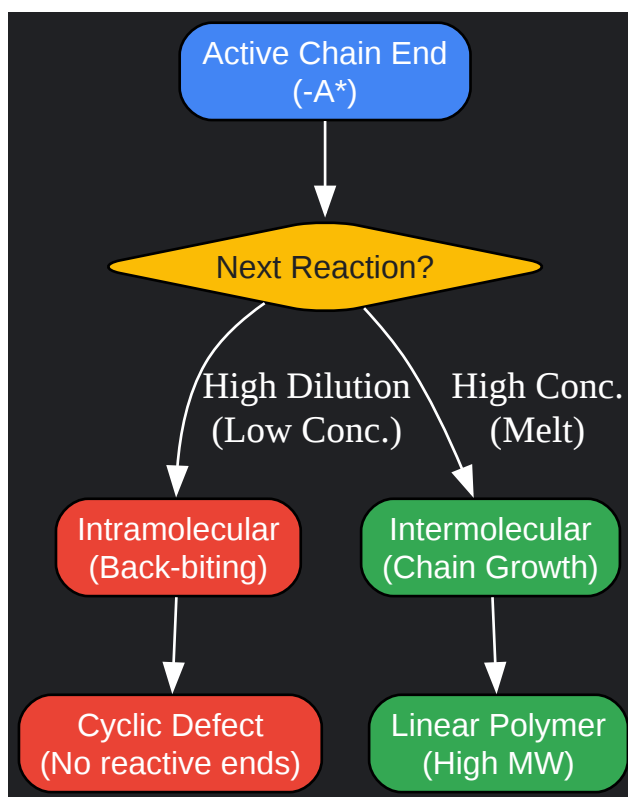 Active Chain End
(-A*)
Next Reaction?
High Dilution
(Low Conc.)
High Conc.
(Melt)
Intramolecular
(Back-biting)
Intermolecular
(Chain Growth)
Cyclic Defect
(No reactive ends)
Linear Polymer
(High MW)